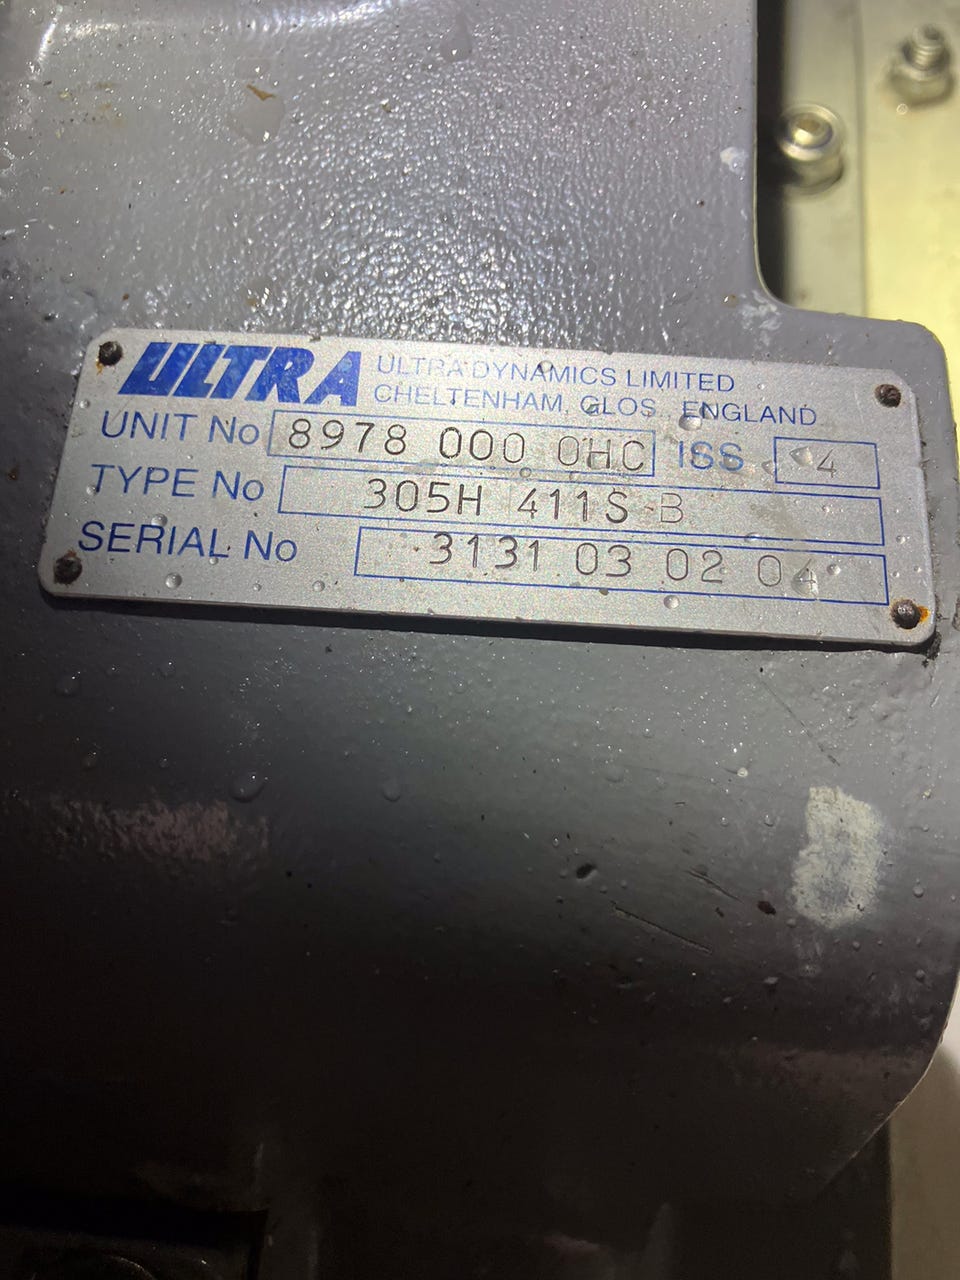 ULTRA ULTRA DYNAMICS LIMITED
CHELTENHAM, GLOS., ENGLAND
UNIT No 8978 000 0HC ISS 4
TYPE No 305H 411S B
SERIAL No 3131 03 02 04